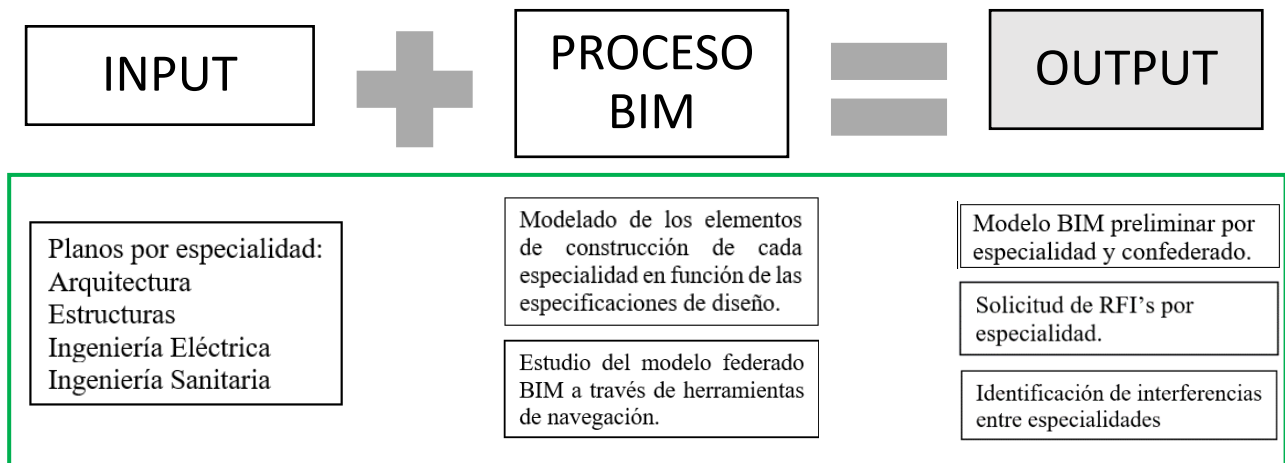 INPUT
PROCESO
BIM
OUTPUT
Planos por especialidad:
Arquitectura
Estructuras
Ingeniería Eléctrica
Ingeniería Sanitaria
Modelado de los elementos
de construcción de cada
especialidad en función de las
especificaciones de diseño.
Estudio del modelo federado
BIM a través de herramientas
de navegación.
Modelo BIM preliminar por
especialidad y confederado.
Solicitud de RFI’s por
especialidad.
Identificación de interferencias
entre especialidades